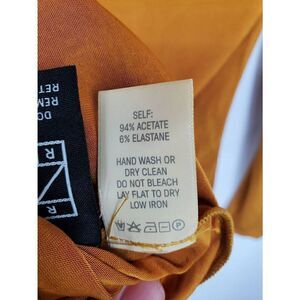 DO
REM
RET
R
R
SELF:
94% ACETATE
6% ELASTANE
HAND WASH OR
DRY CLEAN
DO NOT BLEACH
LAY FLAT TO DRY
LOW IRON
P